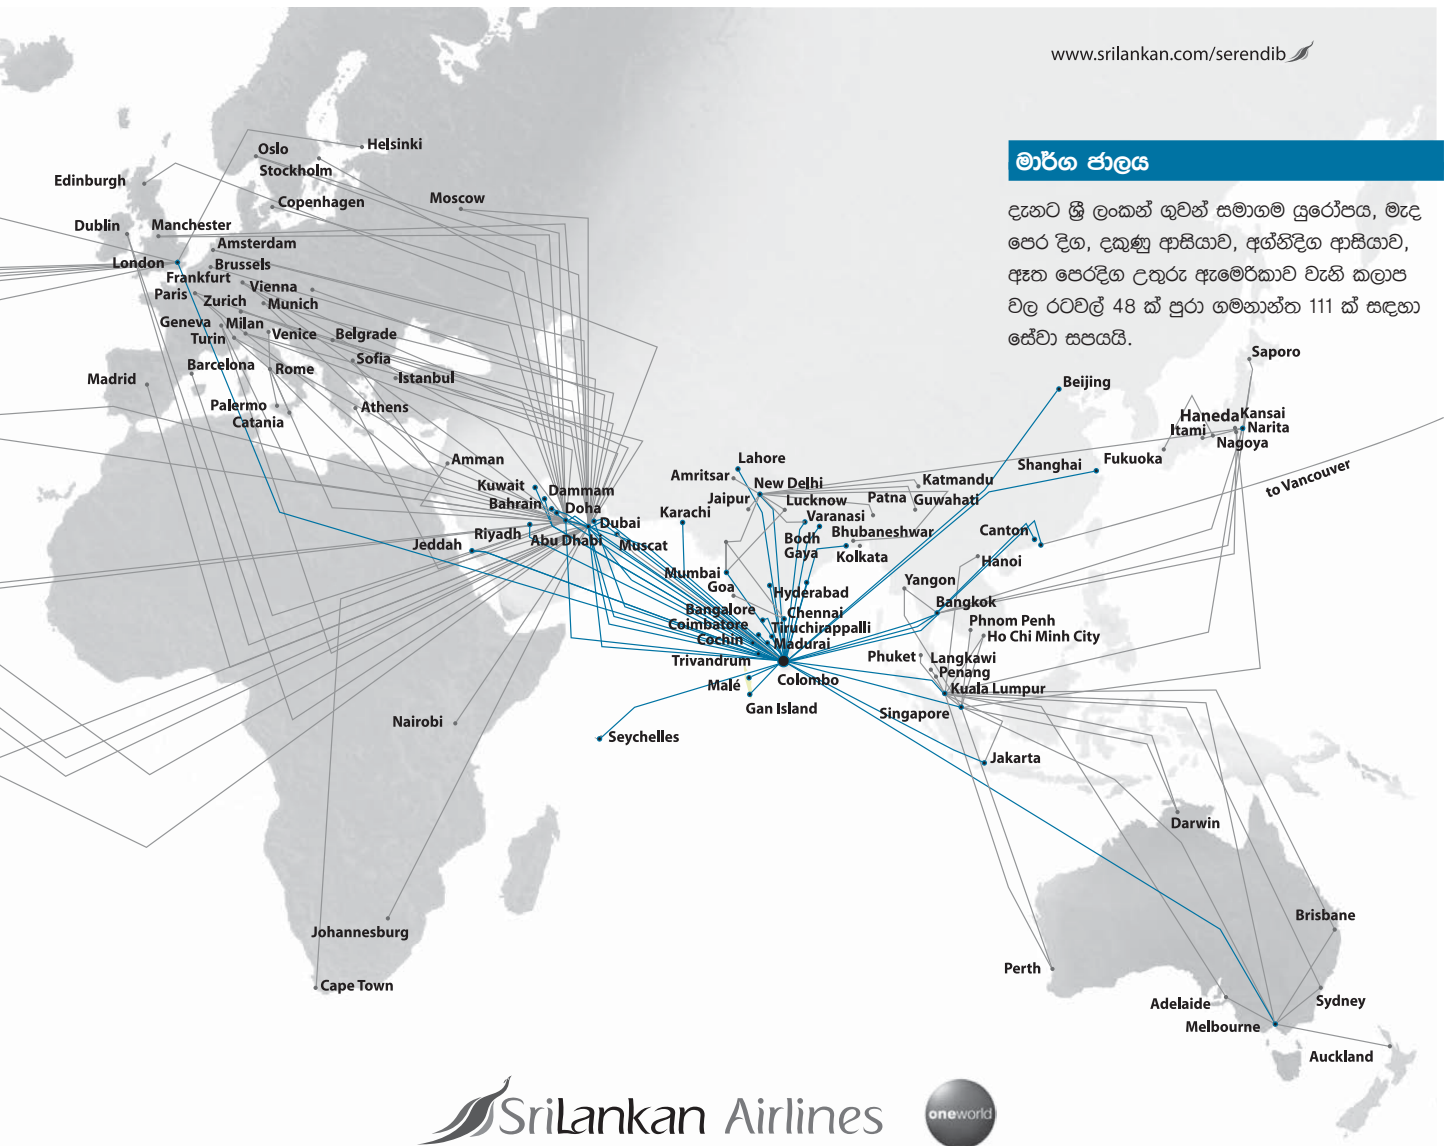 www.srilankan.com/serendib
මාර්ග ජාලය
දැනට ශ්‍රී ලංකන් ගුවන් සමාගම යුරෝපය, මැද
පෙර දිග, දකුණු ආසියාව, අග්නිදිග ආසියාව,
ඈත පෙරදිග උතුරු ඇමෙරිකාව වැනි කලාප
වල රටවල් 48 ක් පුරා ගමනාන්ත 111 ක් සඳහා
සේවා සපයයි.
Helsinki
Oslo
Stockholm
Edinburgh
Copenhagen
Moscow
Dublin
Manchester
Amsterdam
London
Brussels
Frankfurt
Vienna
Paris
Zurich
Munich
Geneva
Milan
Venice
Belgrade
Turin
Sofia
Barcelona
Rome
Istanbul
Madrid
Palermo
Athens
Catania
Saporo
Beijing
Haneda
Kansai
Itami
Narita
Nagoya
Fukuoka
Shanghai
to Vancouver
Amman
Lahore
Amritsar
New Delhi
Katmandu
Kuwait
Dammam
Jaipur
Lucknow
Patna
Guwahati
Bahrain
Doha
Karachi
Varanasi
Riyadh
Abu Dhabi
Dubai
Muscat
Bodh
Gaya
Bhubaneshwar
Kolkata
Canton
Jeddah
Hanoi
Mumbai
Goa
Hyderabad
Yangon
Bangkok
Bangalore
Chennai
Coimbatore
Tiruchirappalli
Phnom Penh
Cochin
Madurai
Ho Chi Minh City
Trivandrum
Phuket
Langkawi
Penang
Malé
Colombo
Kuala Lumpur
Gan Island
Singapore
Nairobi
Seychelles
Jakarta
Darwin
Johannesburg
Brisbane
Cape Town
Perth
Adelaide
Sydney
Melbourne
Auckland
SriLankan Airlines
oneworld